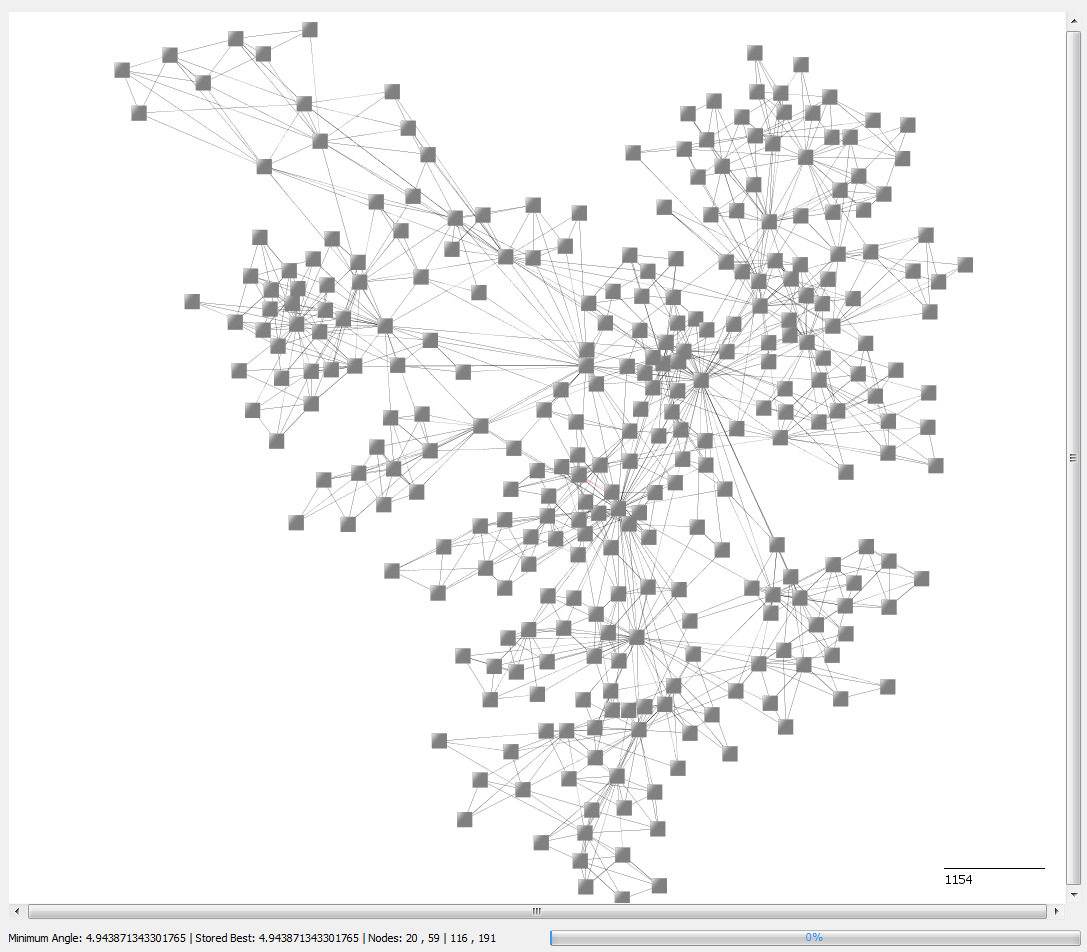 1154
Minimum Angle: 4.943871343301765 | Stored Best: 4.943871343301765 | Nodes: 20 , 59 | 116 , 191
0%